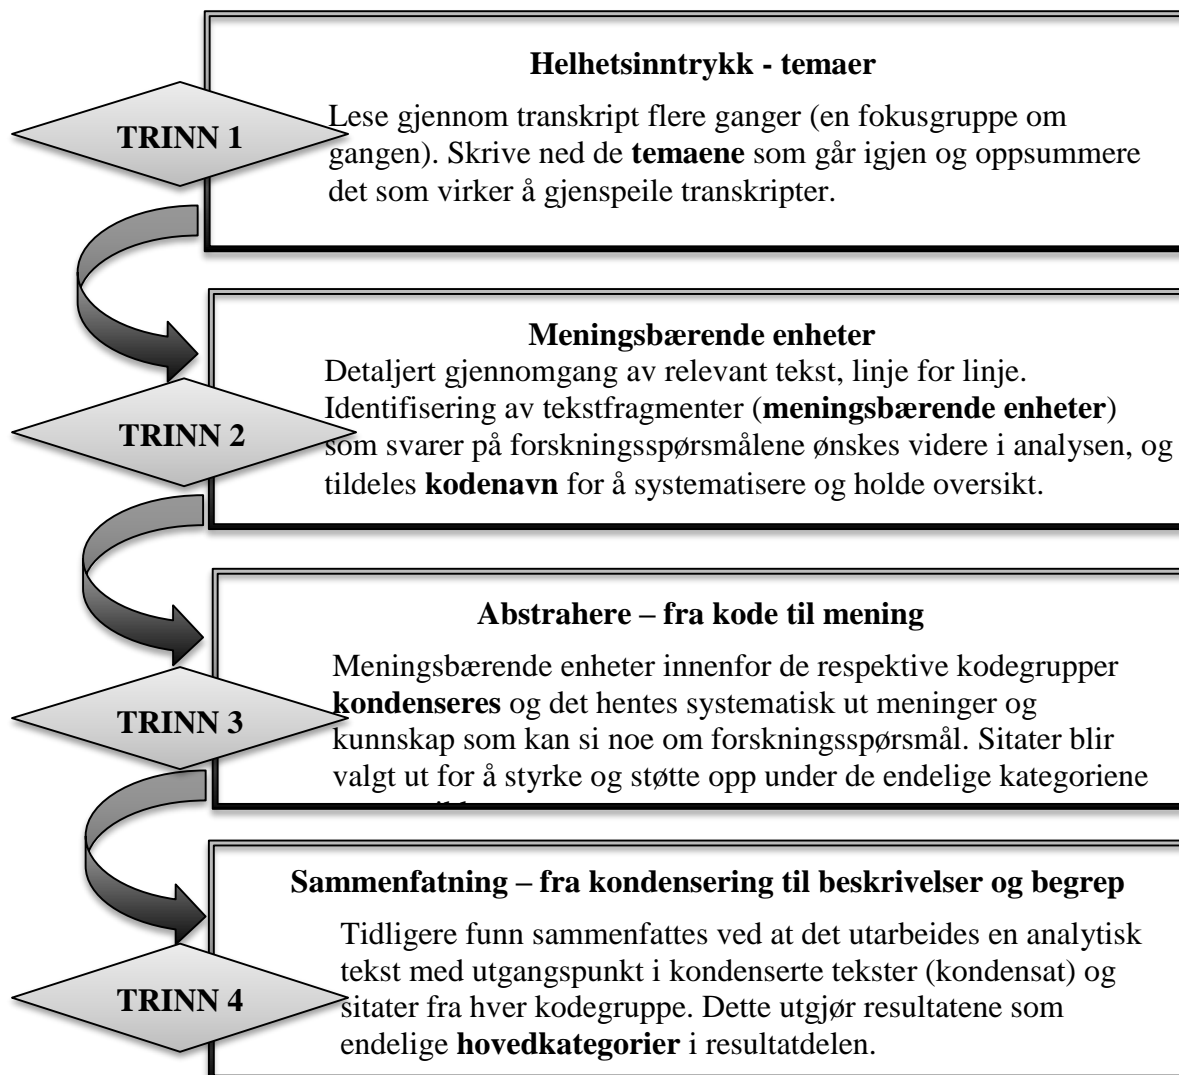 Helhetsinntrykk - temaer
TRINN 1
Lese gjennom transkript flere ganger (en fokusgruppe om
gangen). Skrive ned de temaene som går igjen og oppsummere
det som virker å gjenspeile transkripter.
Meningsbærende enheter
TRINN 2
Detaljert gjennomgang av relevant tekst, linje for linje.
Identifisering av tekstfragmenter (meningsbærende enheter)
som svarer på forskningsspørsmålene ønskes videre i analysen, og
tildeles kodenavn for å systematisere og holde oversikt.
Abstrahere – fra kode til mening
TRINN 3
Meningsbærende enheter innenfor de respektive kodegrupper
kondenseres og det hentes systematisk ut meninger og
kunnskap som kan si noe om forskningsspørsmål. Sitater blir
valgt ut for å styrke og støtte opp under de endelige kategoriene
Sammenfatning – fra kondensering til beskrivelser og begrep
TRINN 4
Tidligere funn sammenfattes ved at det utarbeides en analytisk
tekst med utgangspunkt i kondenserte tekster (kondensat) og
sitater fra hver kodegruppe. Dette utgjør resultatene som
endelige hovedkategorier i resultatdelen.